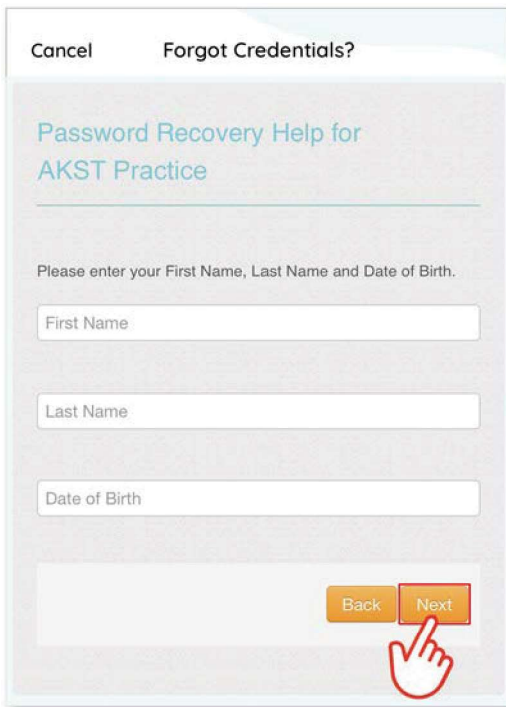 Cancel Forgot Credentials?
Password Recovery Help for
AKST Practice
Please enter your First Name, Last Name and Date of Birth.
First Name
Last Name
Date of Birth
Back Next